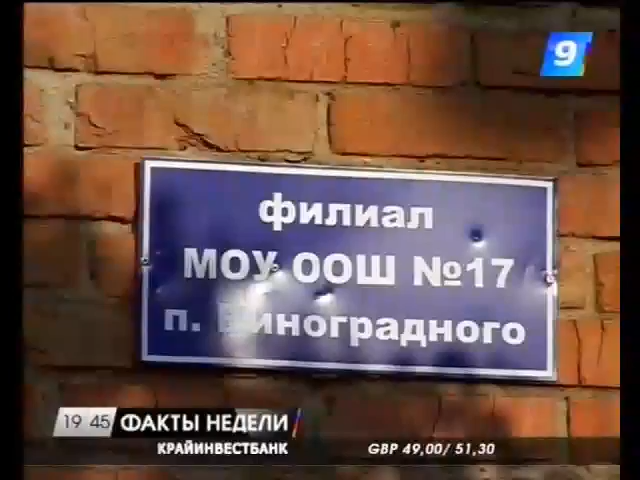 9
филиал
МОУ ООШ №17
п. Виноградного
19 45 ФАКТЫ НЕДЕЛИ
КРАЙИНВЕСТБАНК GBP 49,00/ 51,30